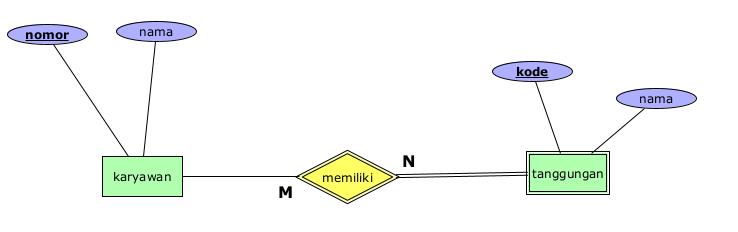 nomor
nama
kode
nama
karyawan
memiliki
tanggungan
M
N